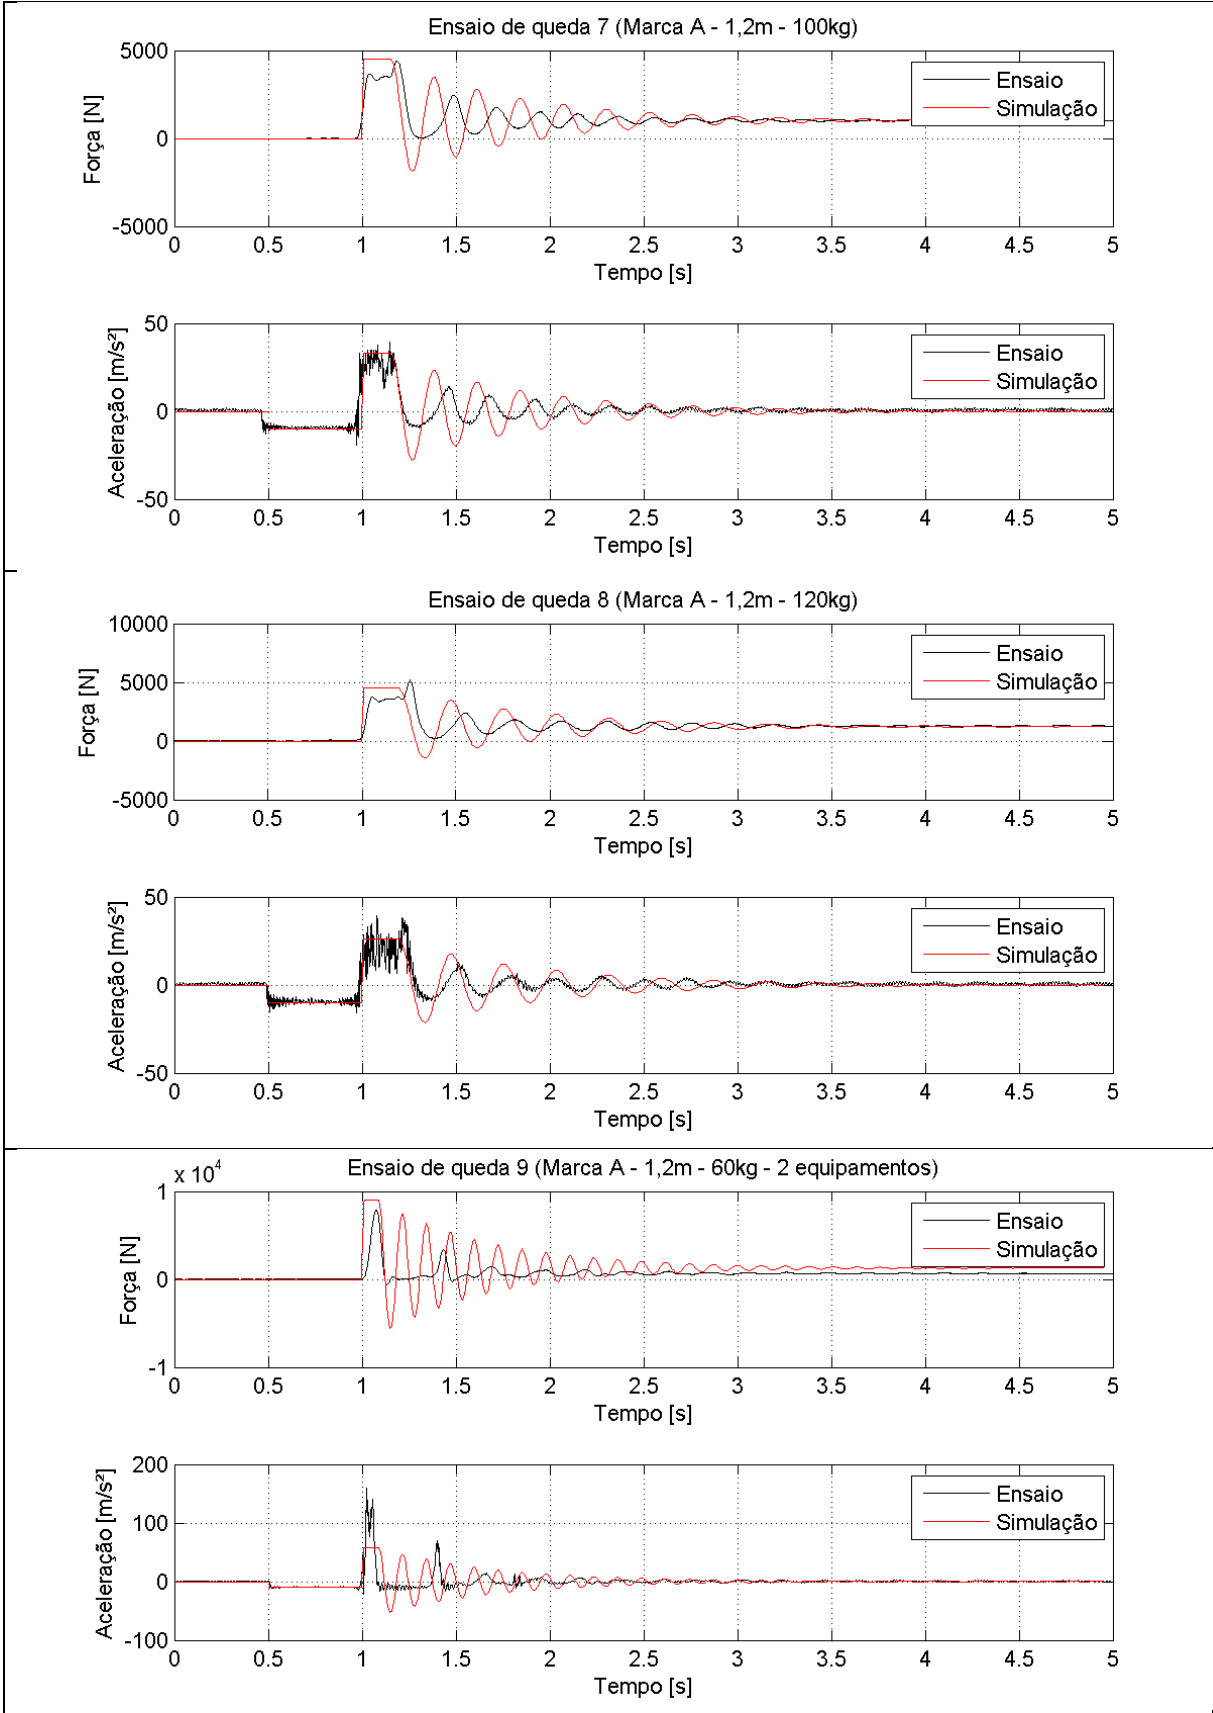 Ensaio de queda 7 (Marca A - 1,2m - 100kg)
5000
0
-5000
Força [N]
Ensaio
Simulação
0 0.5 1 1.5 2 2.5 3 3.5 4 4.5 5
Tempo [s]
50
0
-50
Aceleração [m/s²]
Ensaio
Simulação
0 0.5 1 1.5 2 2.5 3 3.5 4 4.5 5
Tempo [s]
Ensaio de queda 8 (Marca A - 1,2m - 120kg)
10000
5000
0
-5000
Força [N]
Ensaio
Simulação
0 0.5 1 1.5 2 2.5 3 3.5 4 4.5 5
Tempo [s]
50
0
-50
Aceleração [m/s²]
Ensaio
Simulação
0 0.5 1 1.5 2 2.5 3 3.5 4 4.5 5
Tempo [s]
Ensaio de queda 9 (Marca A - 1,2m - 60kg - 2 equipamentos)
x 10⁴
1
0
-1
Força [N]
Ensaio
Simulação
0 0.5 1 1.5 2 2.5 3 3.5 4 4.5 5
Tempo [s]
200
100
0
-100
Aceleração [m/s²]
Ensaio
Simulação
0 0.5 1 1.5 2 2.5 3 3.5 4 4.5 5
Tempo [s]